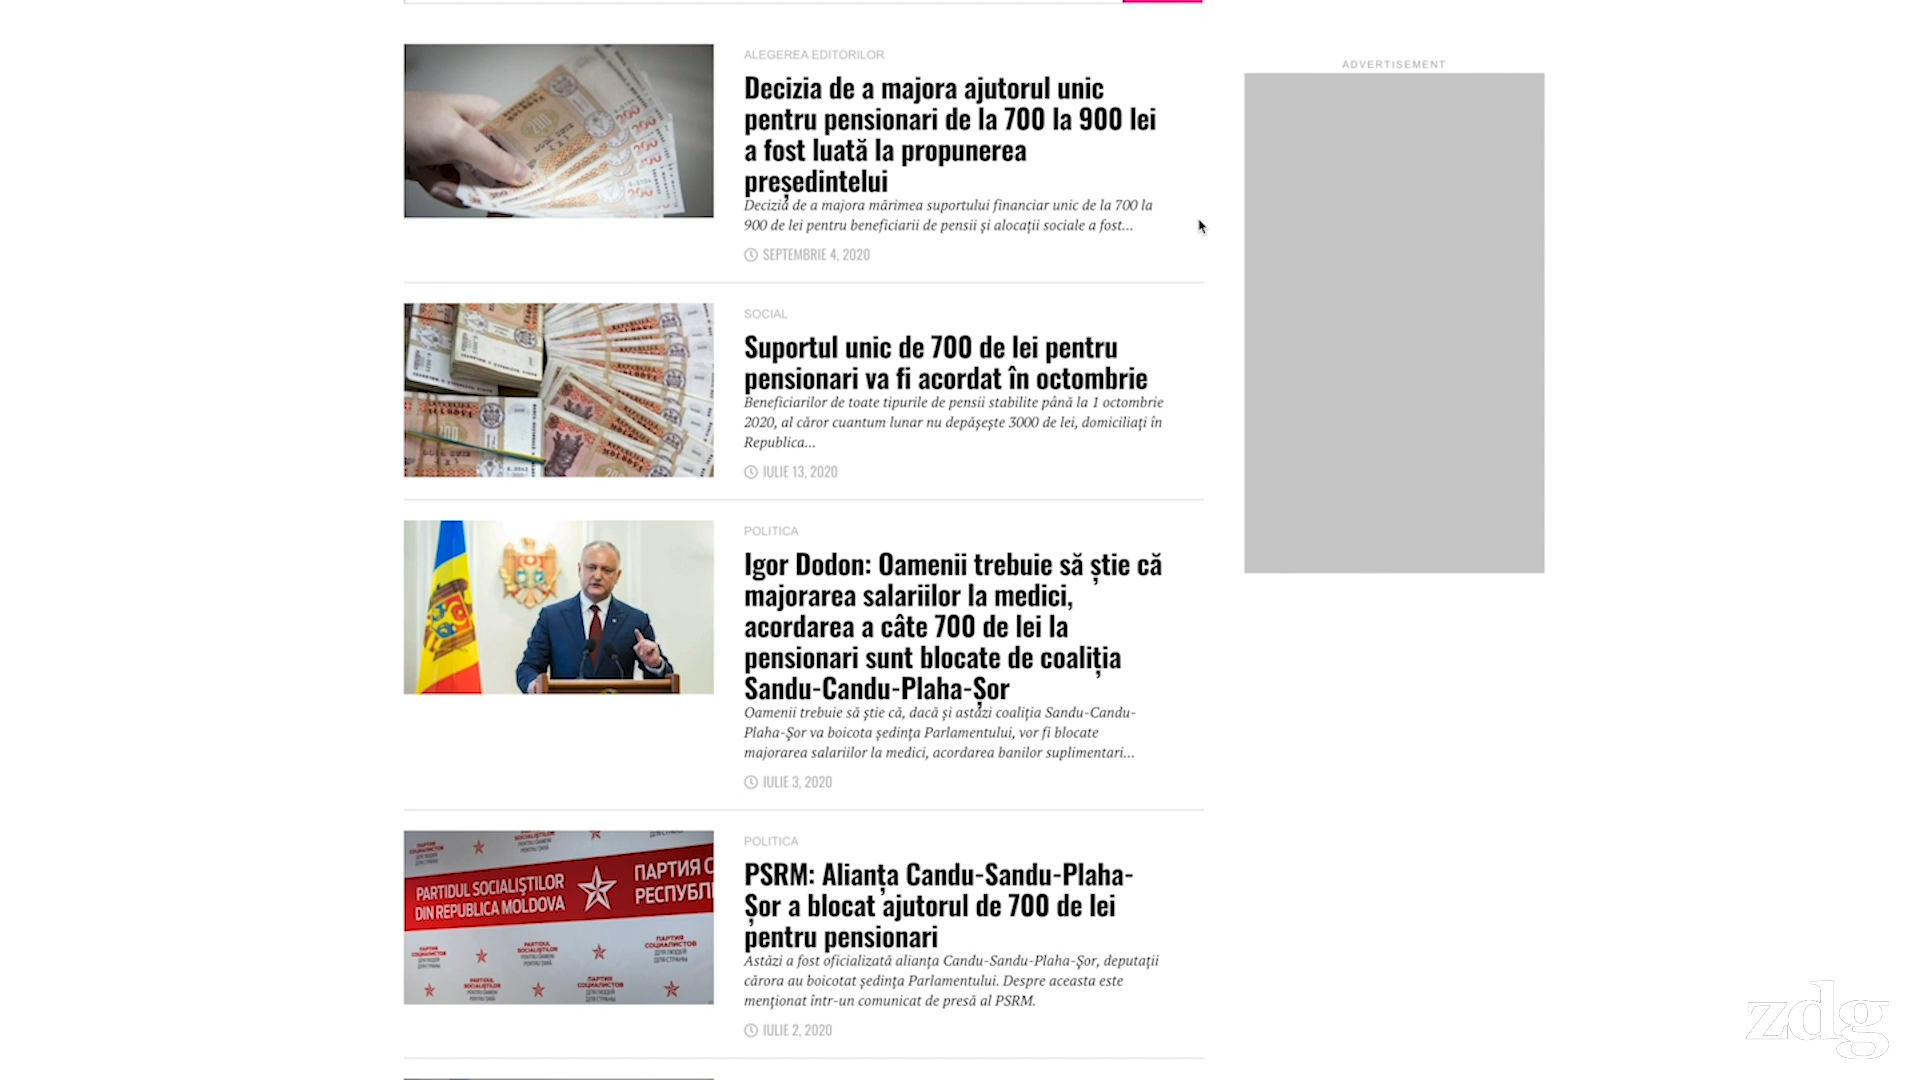 ADVERTISEMENT
ALEGEREA EDITORILOR
Decizia de a majora ajutorul unic
pentru pensionari de la 700 la 900 lei
a fost luată la propunerea
președintelui
Decizia de a majora mărimea suportului financiar unic de la 700 la
900 de lei pentru beneficiarii de pensii și alocații sociale a fost...
SEPTEMBRIE 4, 2020
SOCIAL
Suportul unic de 700 de lei pentru
pensionari va fi acordat în octombrie
Beneficiarilor de toate tipurile de pensii stabilite până la 1 octombrie
2020, al căror cuantum lunar nu depășește 3000 de lei, domiciliați în
Republica...
IULIE 13, 2020
POLITICA
Igor Dodon: Oamenii trebuie să știe că
majorarea salariilor la medici,
acordarea a câte 700 de lei la
pensionari sunt blocate de coaliția
Sandu-Candu-Plaha-Șor
Oamenii trebuie să știe că, dacă și astăzi coaliția Sandu-Candu-
Plaha-Șor va boicota ședința Parlamentului, vor fi blocate
majorarea salariilor la medici, acordarea banilor suplimentari...
IULIE 3, 2020
PARTIDUL SOCIALIȘTILOR
DIN REPUBLICA MOLDOVA
ПАРТИЯ С
РЕСПУБЛ
POLITICA
PSRM: Alianța Candu-Sandu-Plaha-
Șor a blocat ajutorul de 700 de lei
pentru pensionari
Astăzi a fost oficializată alianța Candu-Sandu-Plaha-Șor, deputații
cărora au boicotat ședința Parlamentului. Despre aceasta este
menționat într-un comunicat de presă al PSRM.
IULIE 2, 2020
zdg